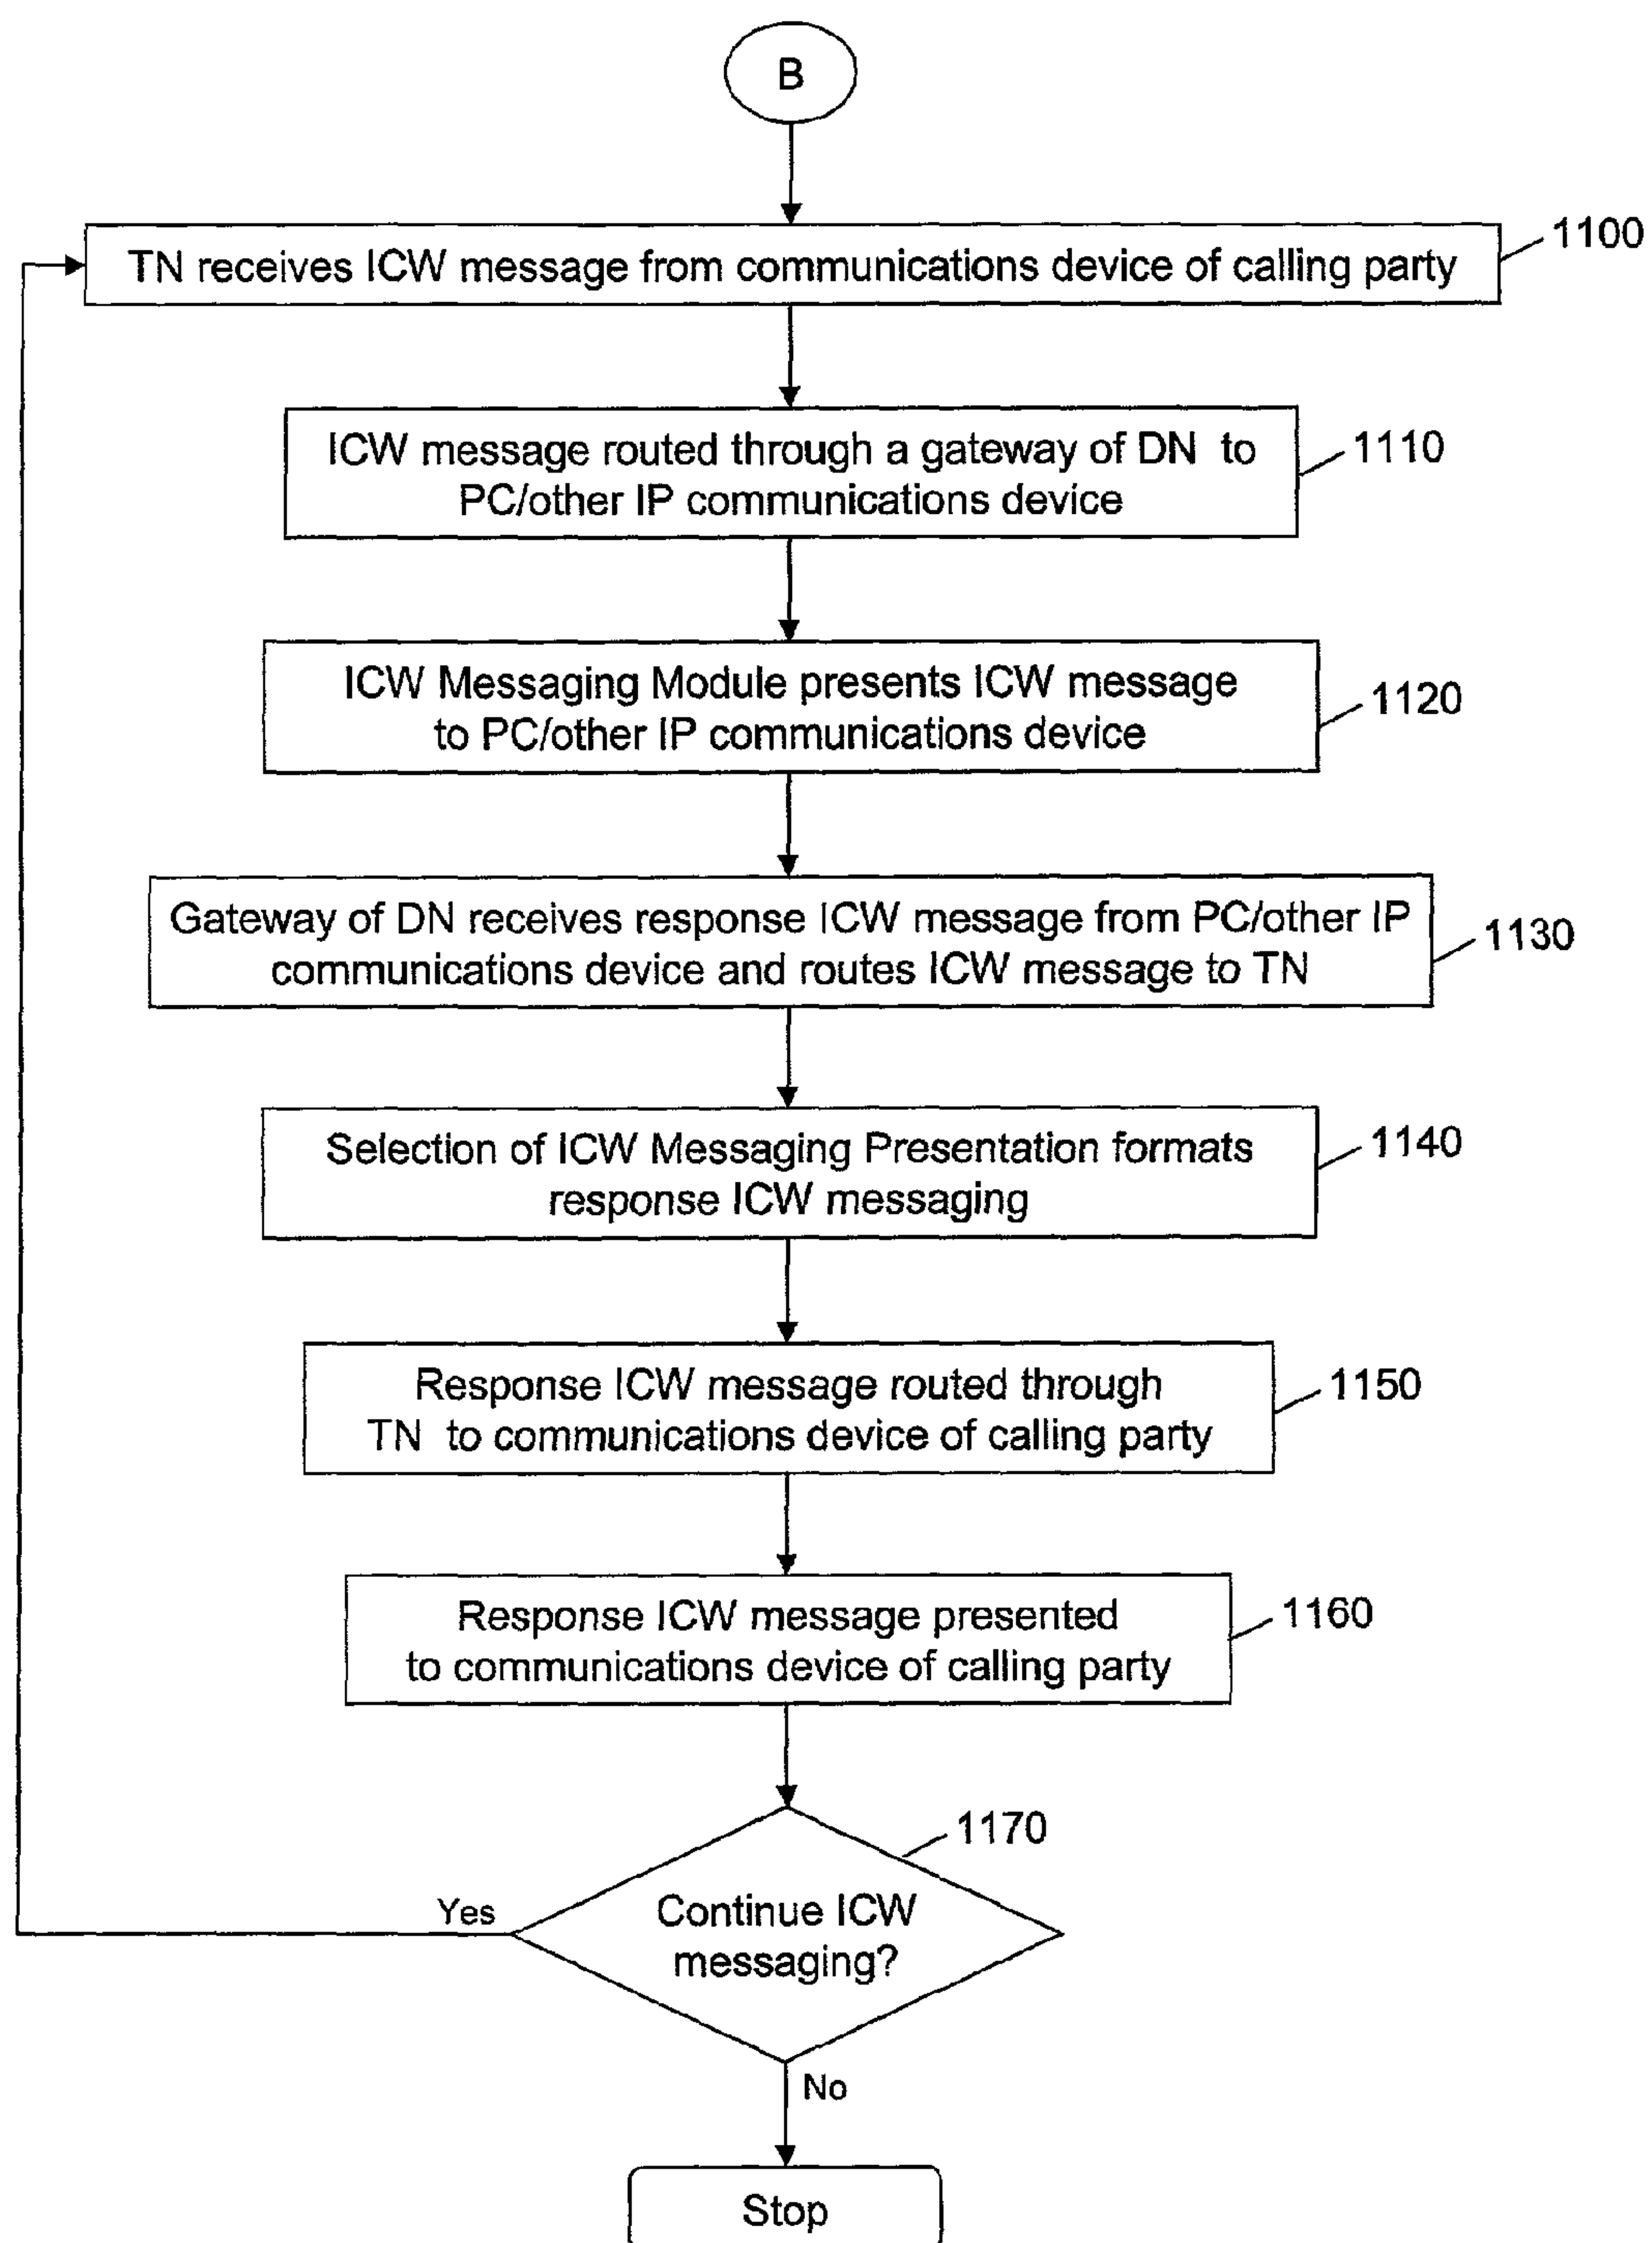 B
TN receives ICW message from communications device of calling party
1100
ICW message routed through a gateway of DN to
PC/other IP communications device
1110
ICW Messaging Module presents ICW message
to PC/other IP communications device
1120
Gateway of DN receives response ICW message from PC/other IP
communications device and routes ICW message to TN
1130
Selection of ICW Messaging Presentation formats
response ICW messaging
1140
Response ICW message routed through
TN to communications device of calling party
1150
Response ICW message presented
to communications device of calling party
1160
1170
Continue ICW
messaging?
Yes
No
Stop